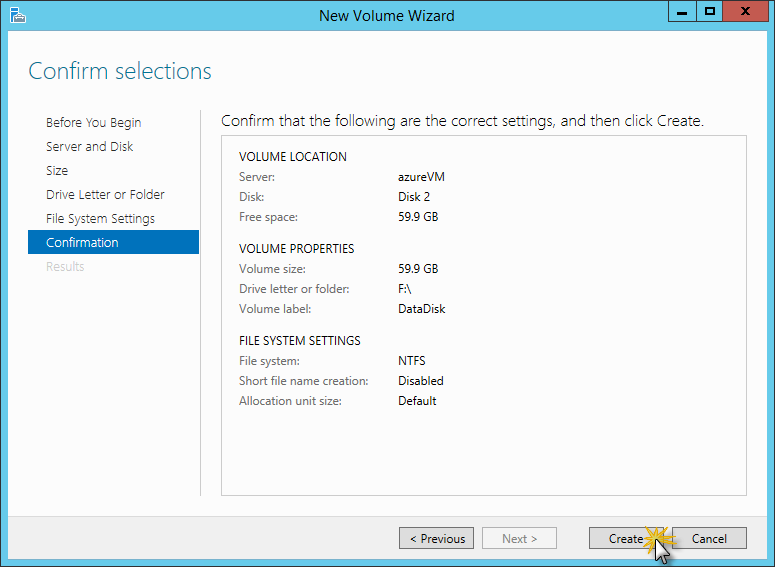 New Volume Wizard
Confirm selections
Before You Begin
Server and Disk
Size
Drive Letter or Folder
File System Settings
Confirmation
Results
Confirm that the following are the correct settings, and then click Create.
VOLUME LOCATION
Server: azureVM
Disk: Disk 2
Free space: 59.9 GB
VOLUME PROPERTIES
Volume size: 59.9 GB
Drive letter or folder: F:\
Volume label: DataDisk
FILE SYSTEM SETTINGS
File system: NTFS
Short file name creation: Disabled
Allocation unit size: Default
< Previous Next > Create Cancel